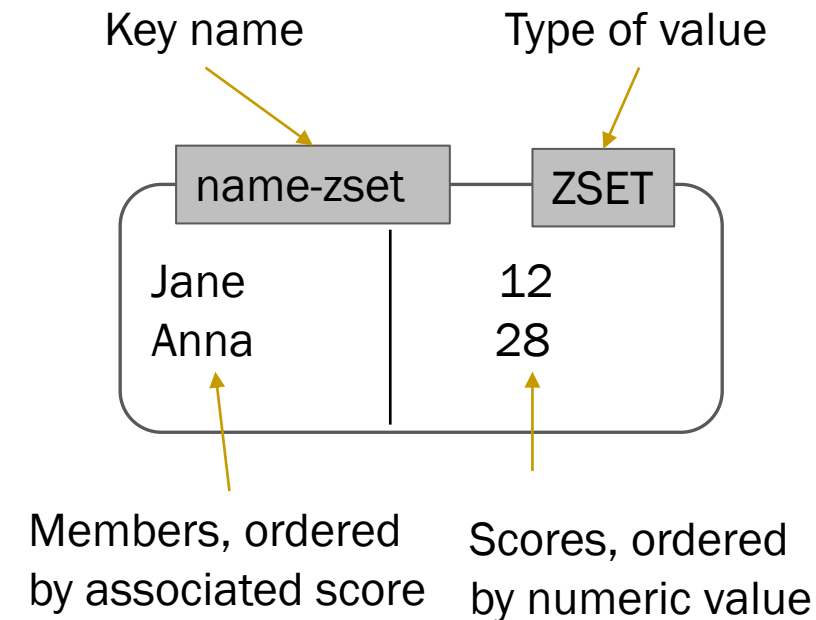 Key name
Type of value
name-zset
ZSET
Jane 12
Anna 28
Members, ordered
by associated score
Scores, ordered
by numeric value